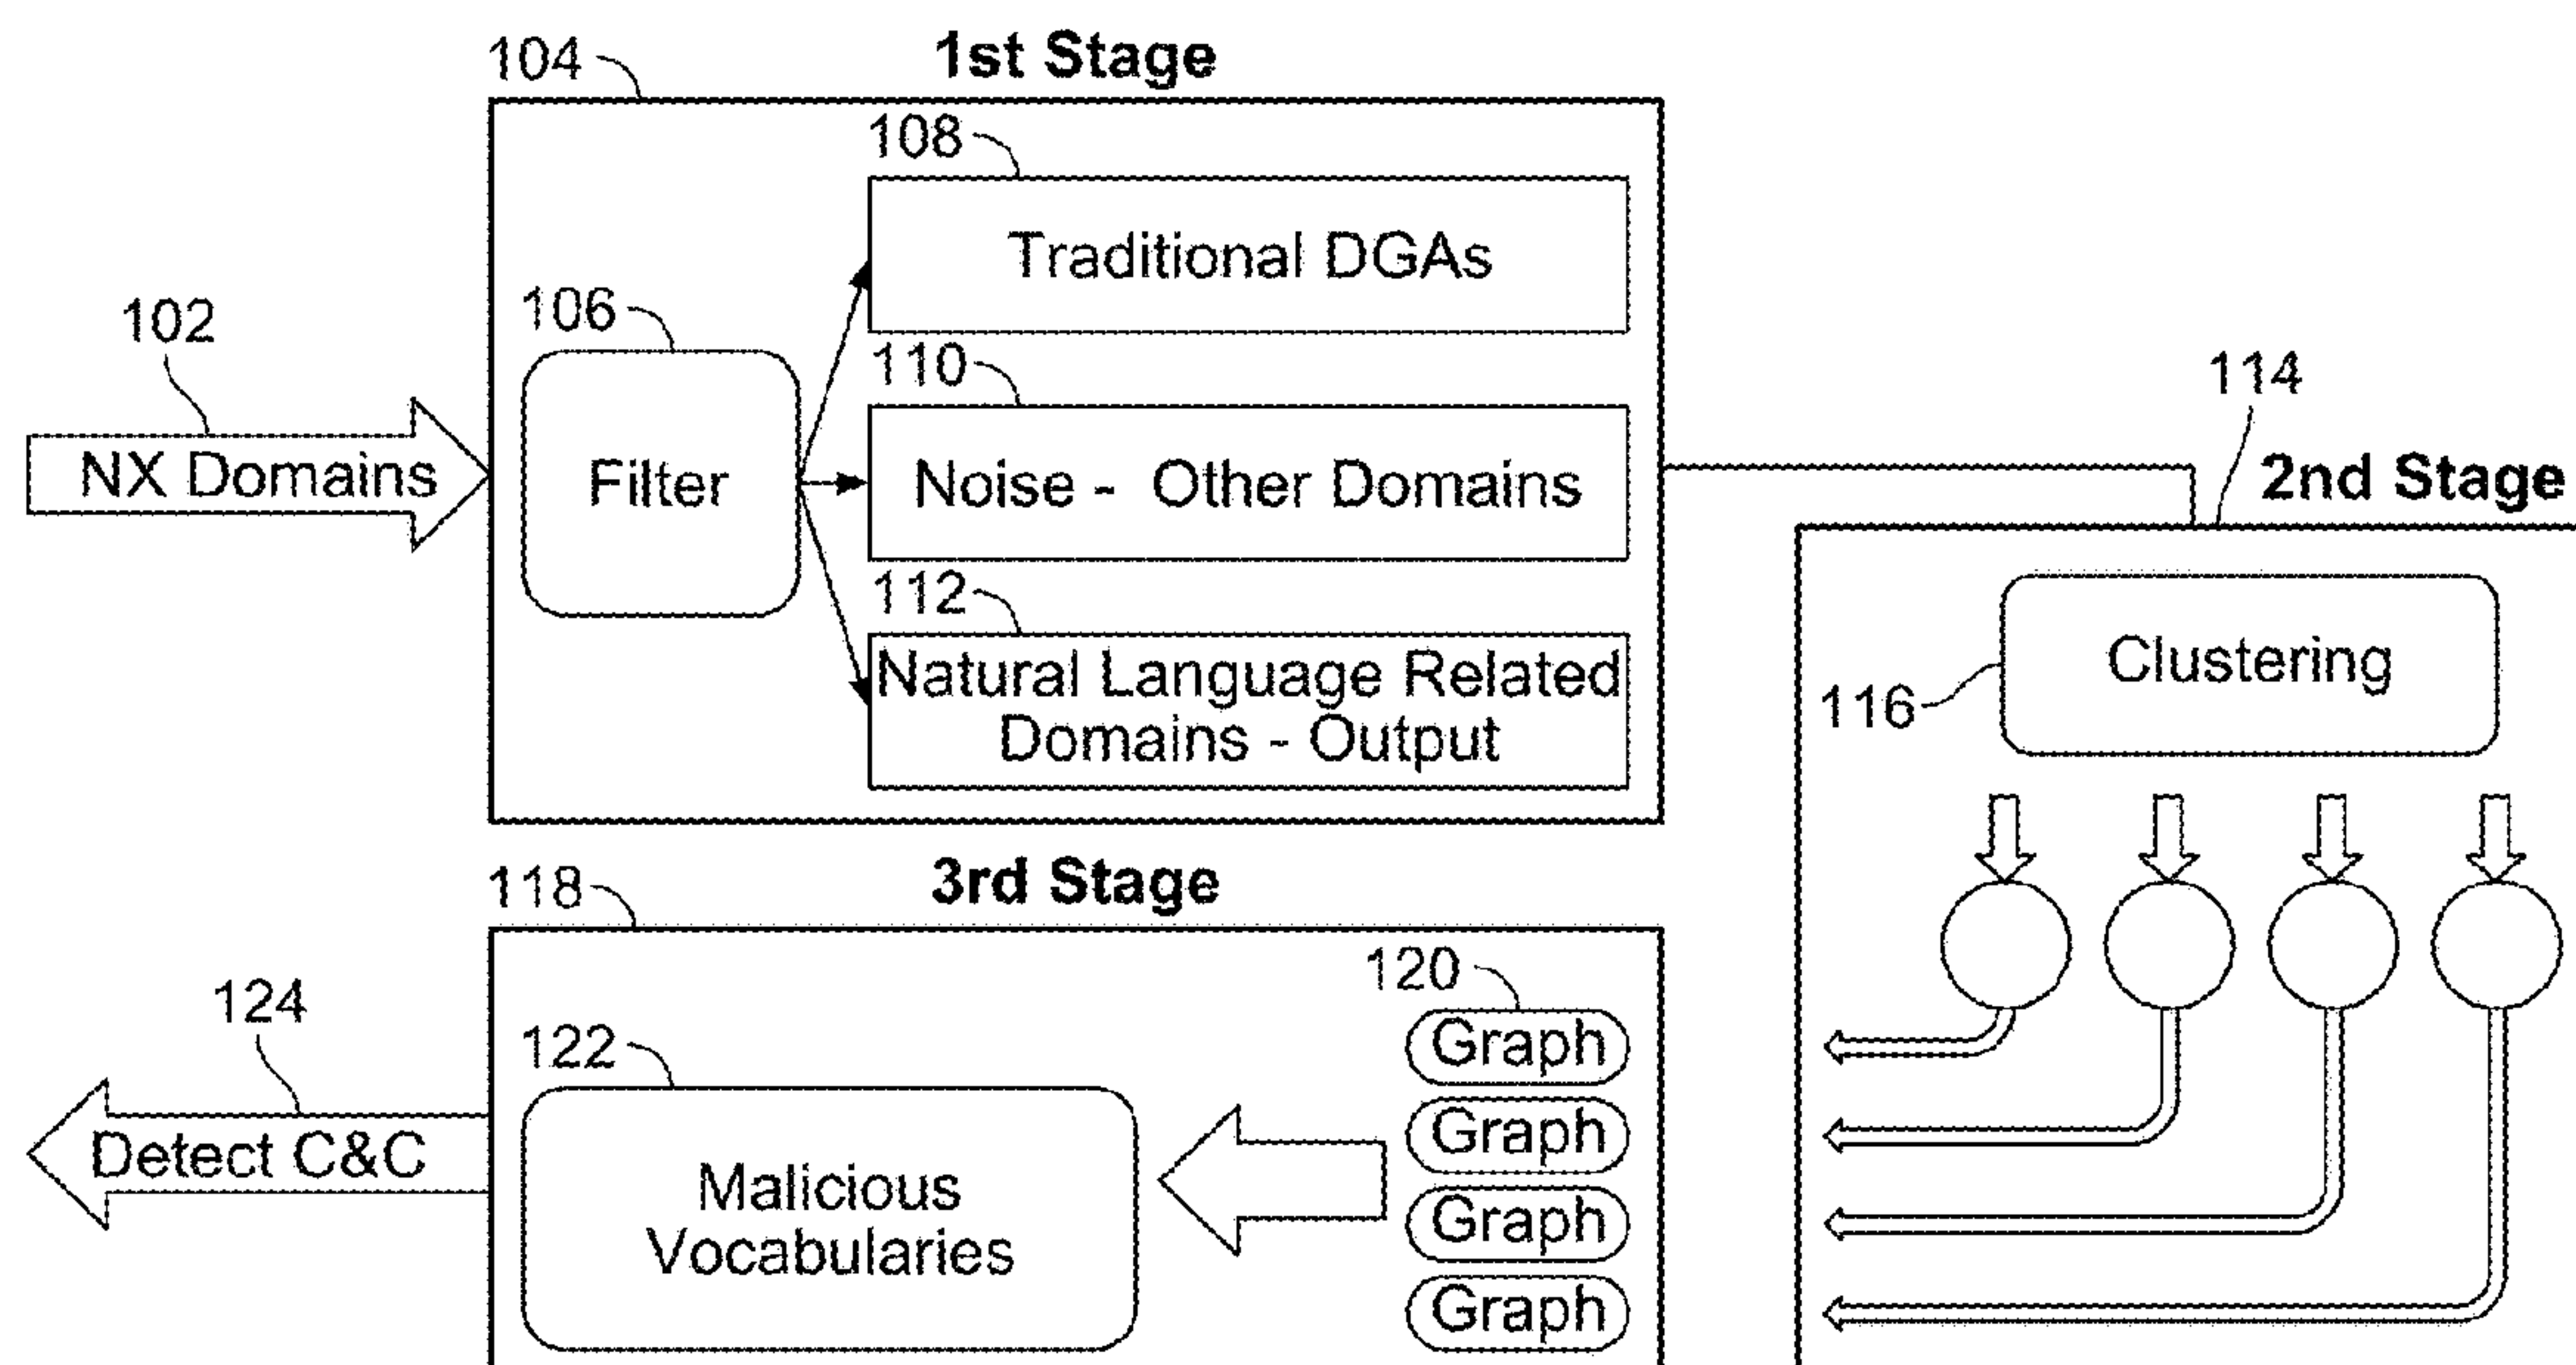 104
1st Stage
108
Traditional DGAs
102
106
110
NX Domains
Filter
Noise - Other Domains
112
Natural Language Related
Domains - Output
114
2nd Stage
116
Clustering
118
3rd Stage
120
Graph
Graph
Graph
Graph
122
Malicious
Vocabularies
124
Detect C&C